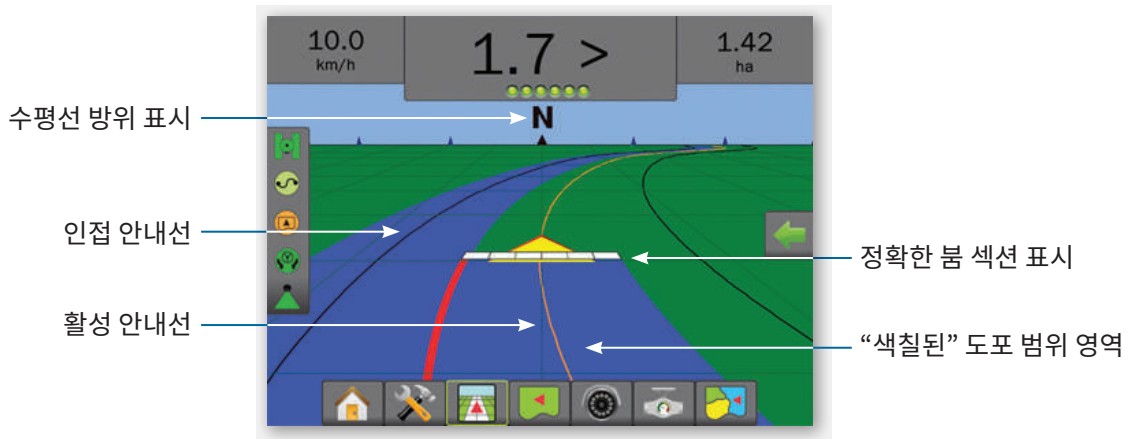 10.0
km/h
1.7 >
1.42
ha
N
수평선 방위 표시
인접 안내선
활성 안내선
정확한 붐 섹션 표시
“색칠된” 도포 범위 영역